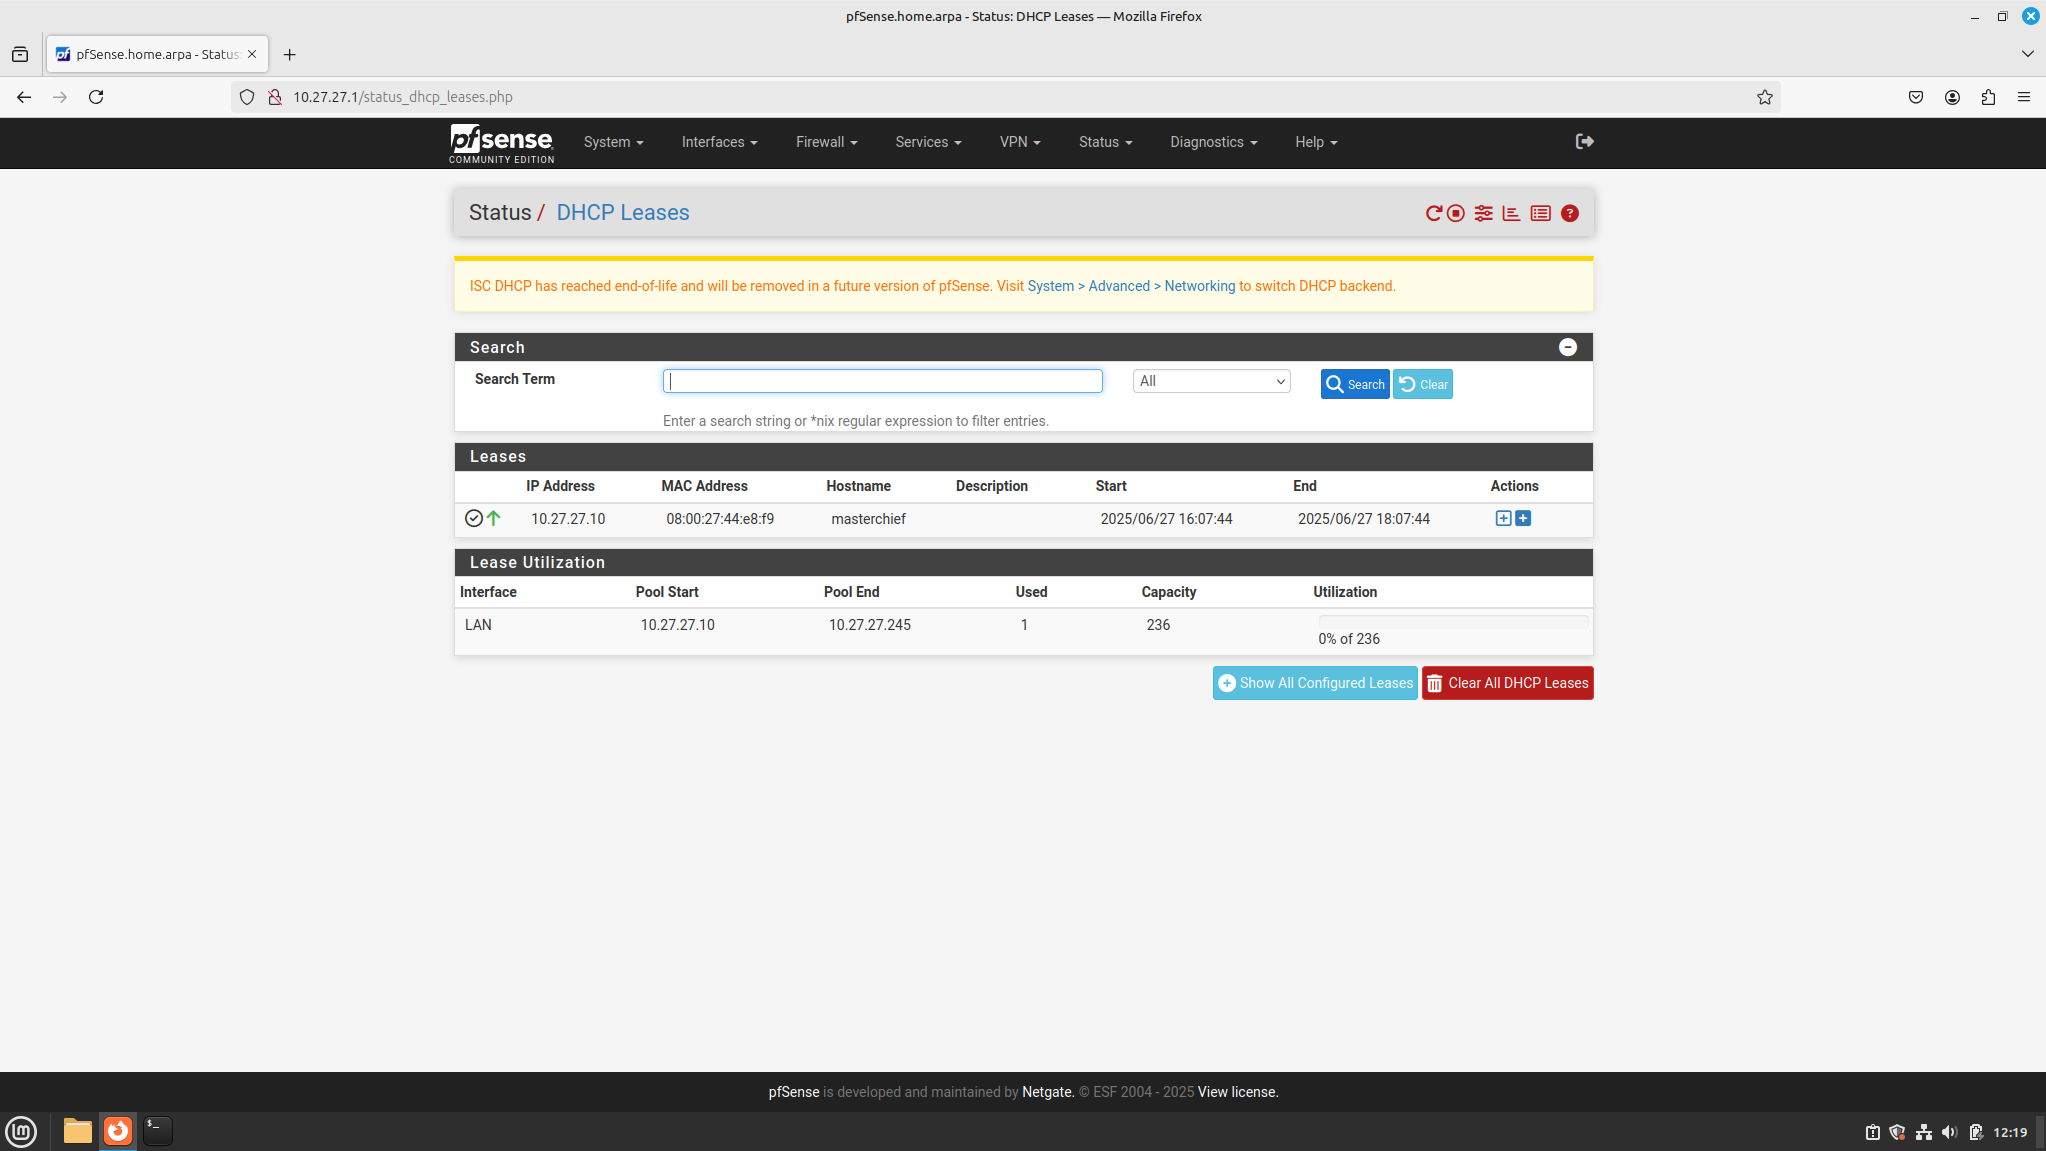 pfSense.home.arpa - Status: DHCP Leases — Mozilla Firefox
pfSense.home.arpa - Status:
10.27.27.1/status_dhcp_leases.php
pfsense
COMMUNITY EDITION
System
Interfaces
Firewall
Services
VPN
Status
Diagnostics
Help
Status / DHCP Leases
ISC DHCP has reached end-of-life and will be removed in a future version of pfSense. Visit System > Advanced > Networking to switch DHCP backend.
Search
Search Term
All
Search
Clear
Enter a search string or *nix regular expression to filter entries.
Leases
IP Address MAC Address Hostname Description Start End Actions
10.27.27.10 08:00:27:44:e8:f9 masterchief 2025/06/27 16:07:44 2025/06/27 18:07:44
Lease Utilization
Interface Pool Start Pool End Used Capacity Utilization
LAN 10.27.27.10 10.27.27.245 1 236
0% of 236
Show All Configured Leases
Clear All DHCP Leases
pfSense is developed and maintained by Netgate. © ESF 2004 - 2025 View license.
12:19